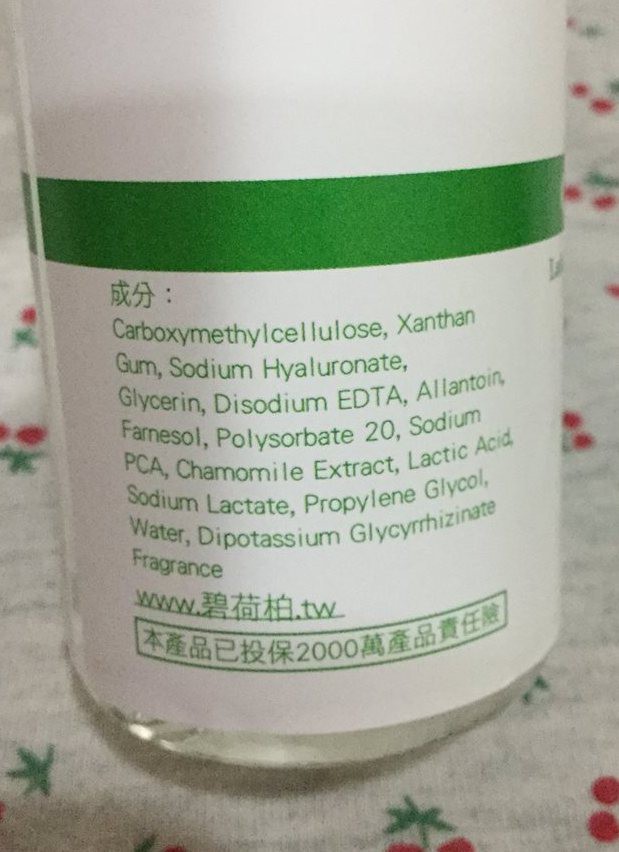 成分：
Carboxymethylcellulose, Xanthan
Gum, Sodium Hyaluronate,
Glycerin, Disodium EDTA, Allantoin,
Farnesol, Polysorbate 20, Sodium
PCA, Chamomile Extract, Lactic Acid,
Sodium Lactate, Propylene Glycol,
Water, Dipotassium Glycyrrhizinate
Fragrance
www.碧荷柏.tw
本產品已投保2000萬產品責任險